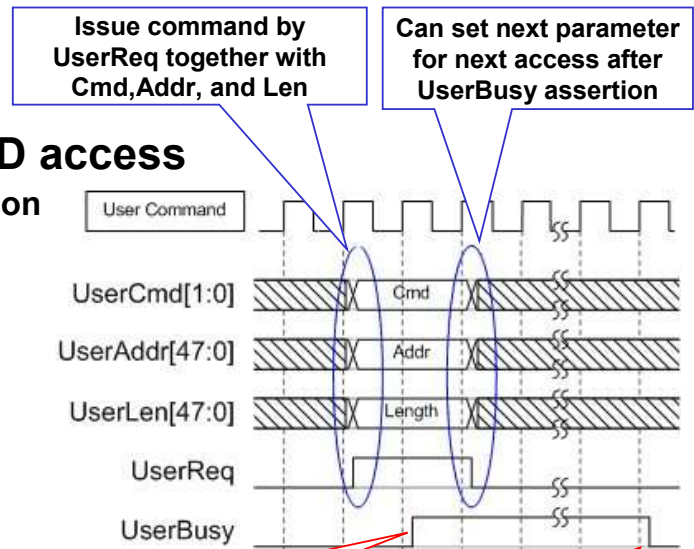 Issue command by
UserReq together with
Cmd,Addr, and Len
Can set next parameter
for next access after
UserBusy assertion
D access
on
User Command
UserCmd[1:0]
Cmd
UserAddr[47:0]
Addr
UserLen[47:0]
Length
UserReq
UserBusy